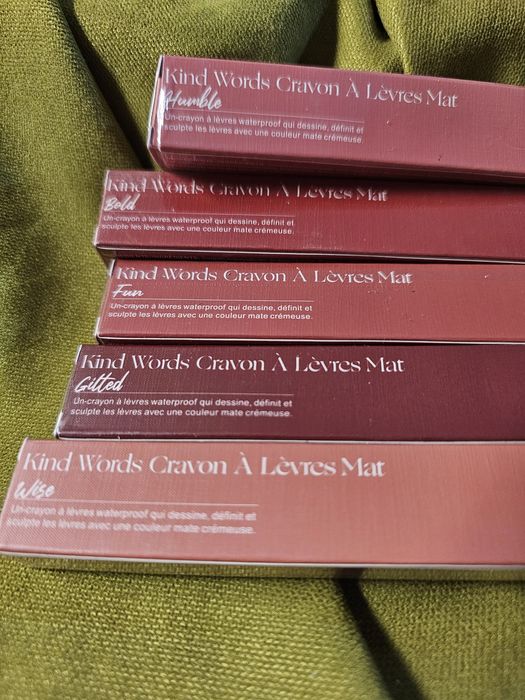 Kind Words Crayon À Lèvres Mat
Humble
Un crayon à lèvres waterproof qui dessine, définit et
sculpte les lèvres avec une couleur mate crémeuse.
Kind Words Crayon À Lèvres Mat
Bold
Un crayon à lèvres waterproof qui dessine, définit et
sculpte les lèvres avec une couleur mate crémeuse.
Kind Words Crayon À Lèvres Mat
Fun
Un crayon à lèvres waterproof qui dessine, définit et
sculpte les lèvres avec une couleur mate crémeuse.
Kind Words Crayon À Lèvres Mat
Gifted
Un crayon à lèvres waterproof qui dessine, définit et
sculpte les lèvres avec une couleur mate crémeuse.
Kind Words Crayon À Lèvres Mat
Wise
Un crayon à lèvres waterproof qui dessine, définit et
sculpte les lèvres avec une couleur mate crémeuse.